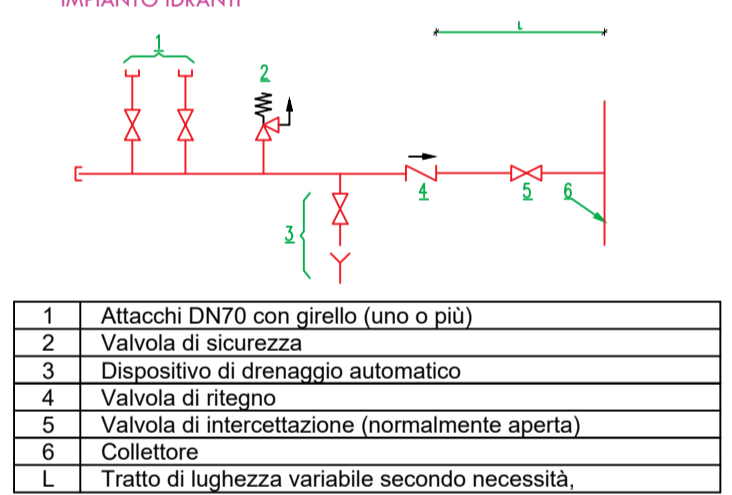 IMPIANTO IDRANTI
L
1
2
3
4
5
6
1 Attacchi DN70 con girello (uno o più)
2 Valvola di sicurezza
3 Dispositivo di drenaggio automatico
4 Valvola di ritegno
5 Valvola di intercettazione (normalmente aperta)
6 Collettore
L Tratto di lughezza variabile secondo necessità,